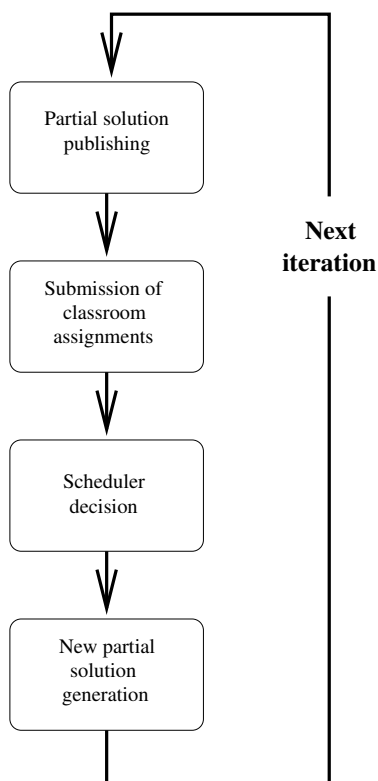 Partial solution
publishing
Next
iteration
Submission of
classroom
assignments
Scheduler
decision
New partial
solution
generation